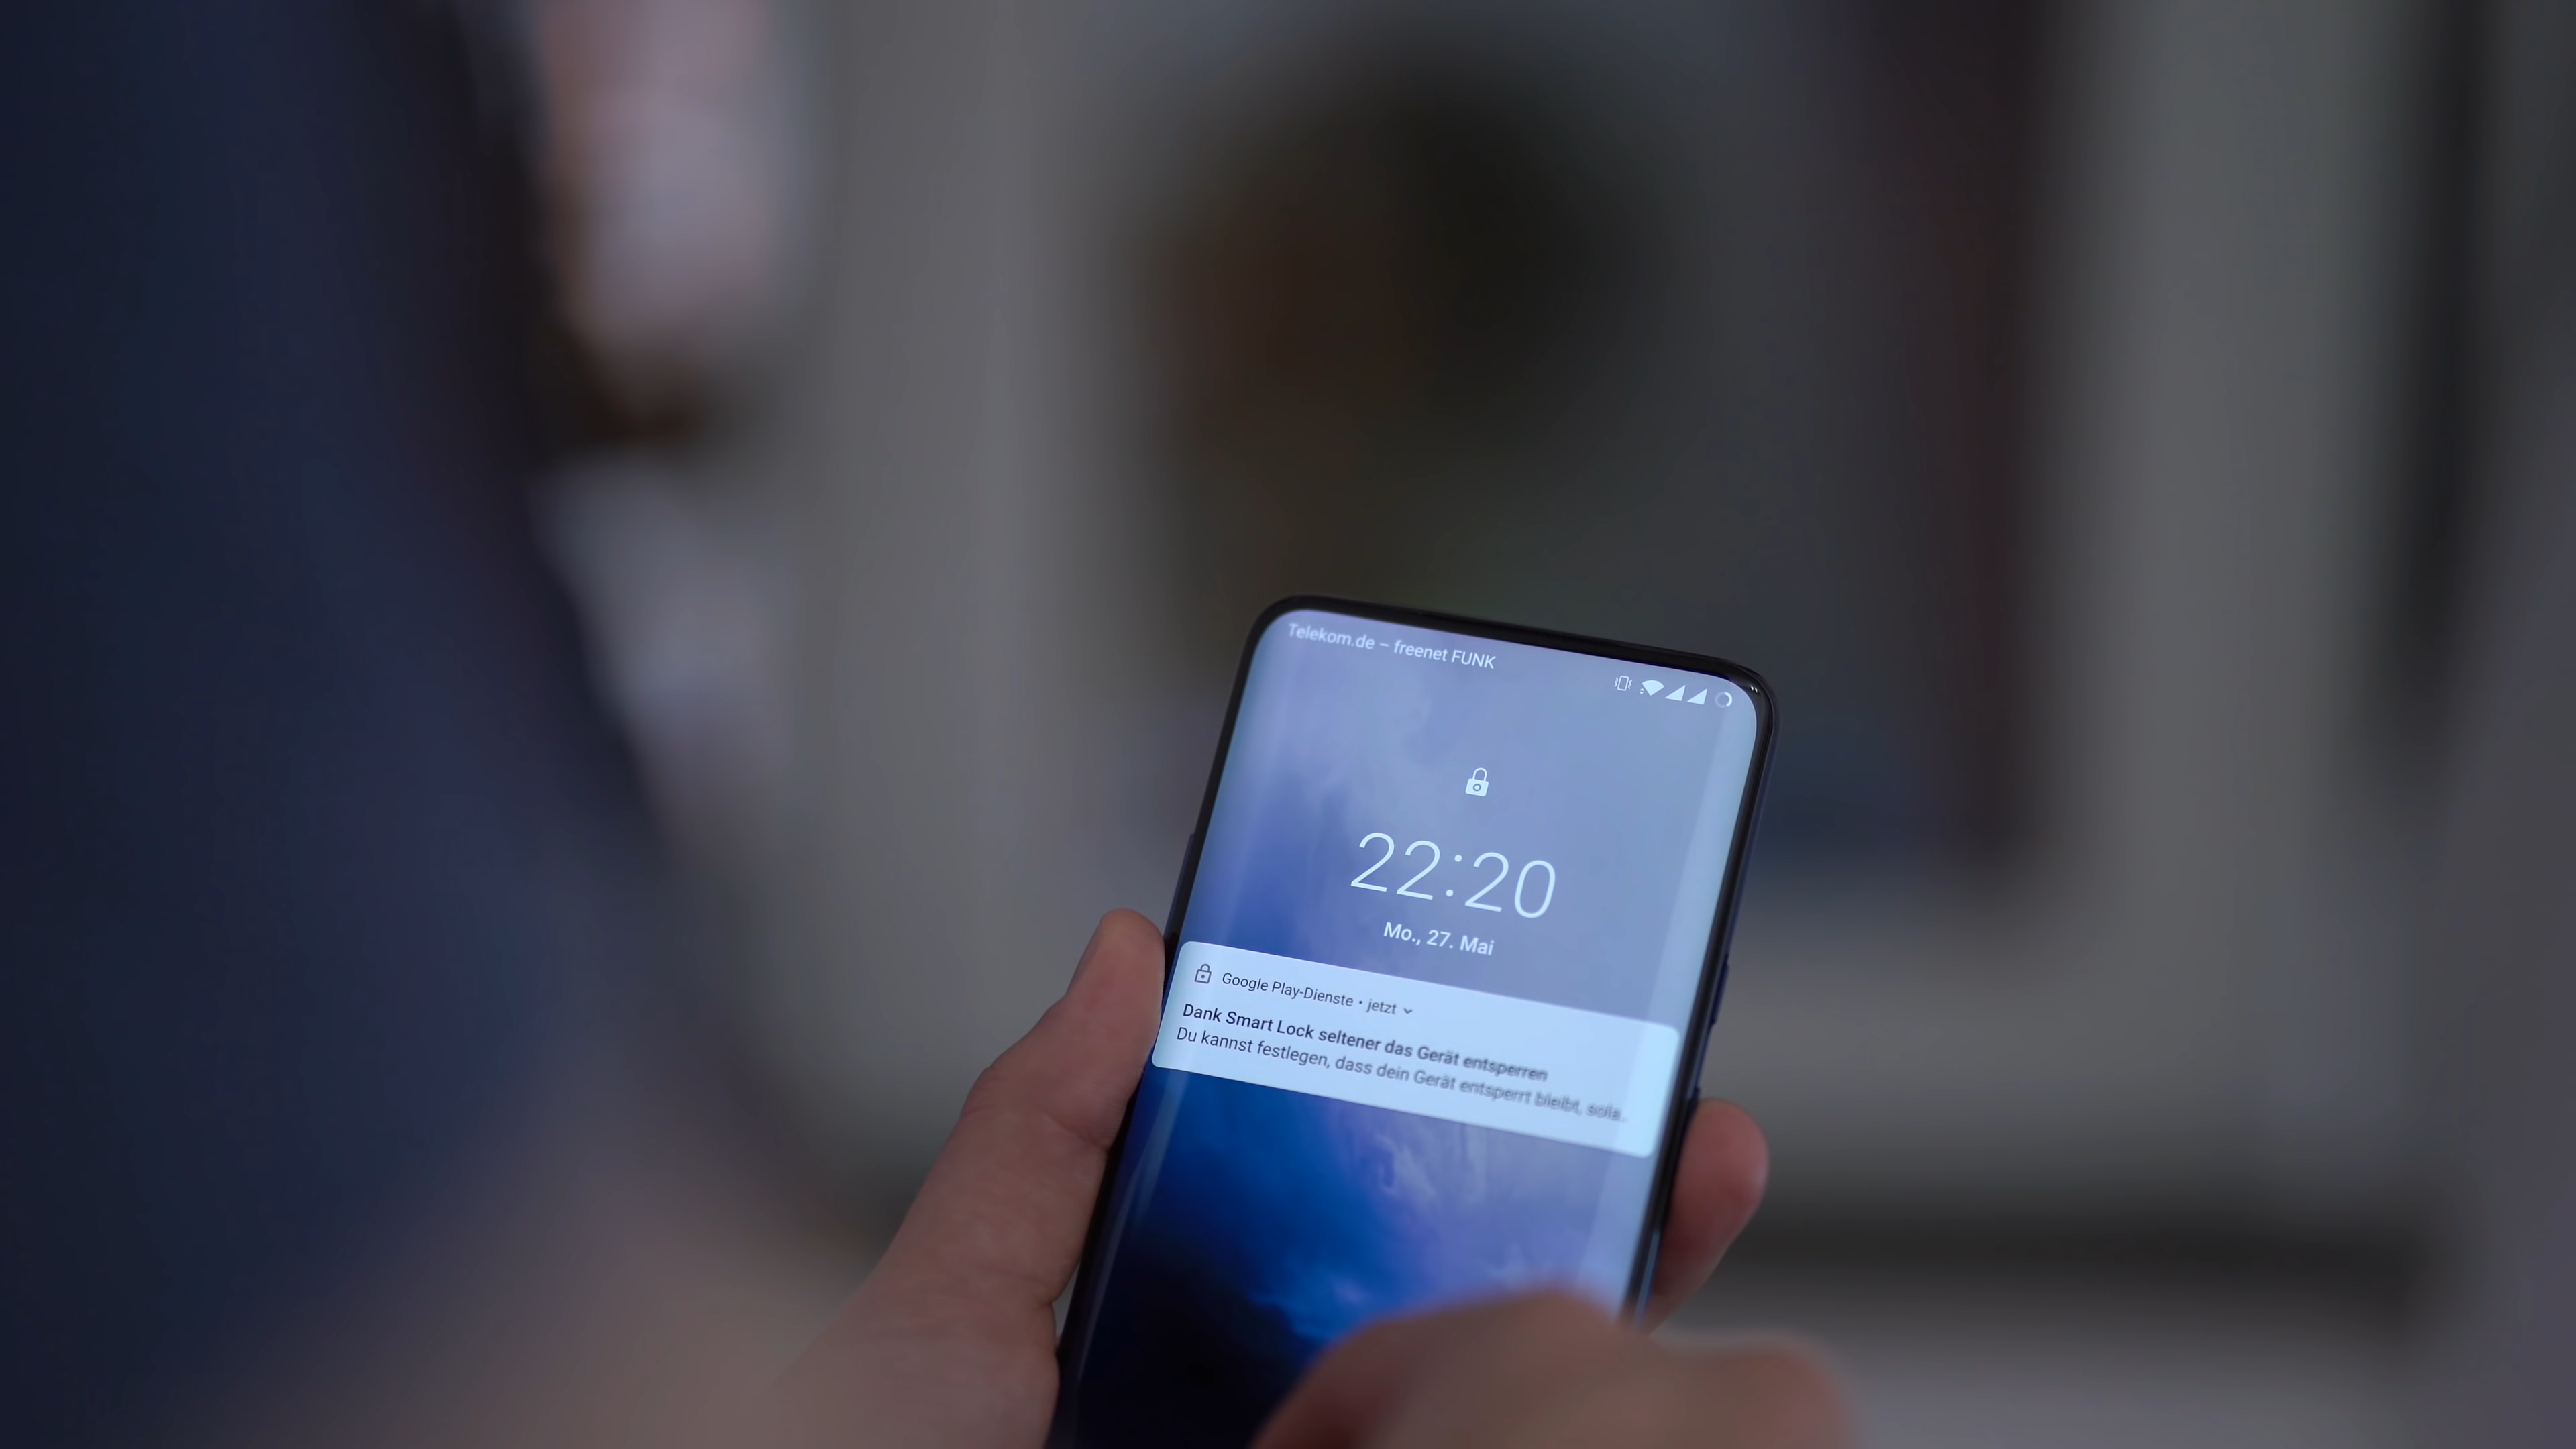 Telekom.de – freenet FUNK
22:20
Mo., 27. Mai
Google Play-Dienste • jetzt
Dank Smart Lock seltener das Gerät entsperren
Du kannst festlegen, dass dein Gerät entsperrt bleibt, sola...